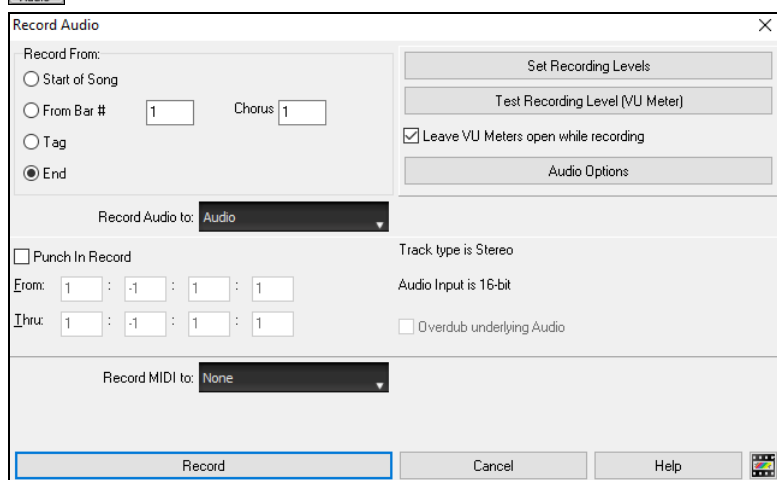 Audio
Record Audio
Record From:
Start of Song
From Bar # 1 Chorus 1
Tag
End
Set Recording Levels
Test Recording Level (VU Meter)
Leave VU Meters open while recording
Audio Options
Record Audio to: Audio
Punch In Record
From: 1 : -1 : 1 : 1
Thru: 1 : -1 : 1 : 1
Track type is Stereo
Audio Input is 16-bit
Overdub underlying Audio
Record MIDI to: None
Record Cancel Help